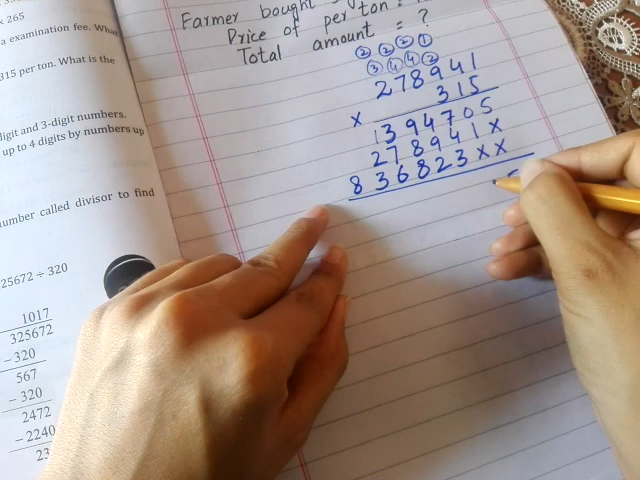 x 265
a examination fee. What
315 per ton. What is the
digit and 3-digit numbers.
up to 4 digits by numbers up
number called divisor to find
25672 ÷ 320
1017
325672
− 320
567
− 320
2472
− 2240
Farmer bought
Price of per ton =
Total amount = ?
② ② ② ①
③ ④ ④ ②
278941
× 315
1394705
278941×
836823××